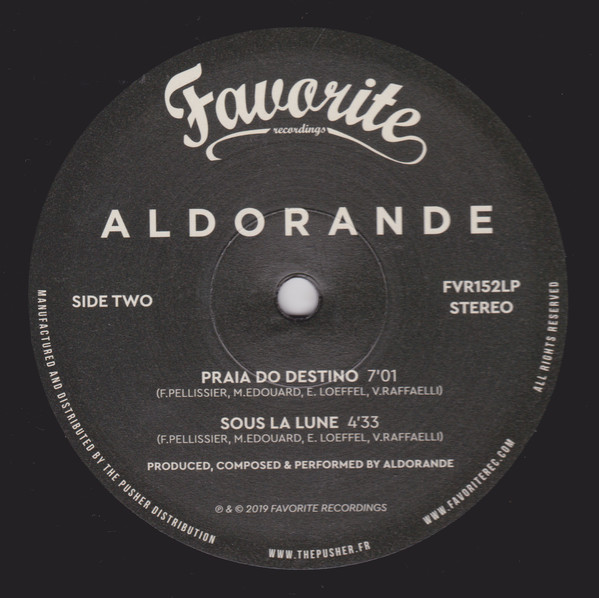 Favorite
recordings
ALDORANDE
SIDE TWO
FVR152LP
STEREO
PRAIA DO DESTINO 7'01
(F.PELLISSIER, M.EDOUARD, E. LOEFFEL, V.RAFFAELLI)
SOUS LA LUNE 4'33
(F.PELLISSIER, M.EDOUARD, E. LOEFFEL, V.RAFFAELLI)
PRODUCED, COMPOSED & PERFORMED BY ALDORANDE
℗ & © 2019 FAVORITE RECORDINGS
MANUFACTURED AND DISTRIBUTED BY THE PUSHER DISTRIBUTION
WWW.THEPUSHER.FR
WWW.FAVORITEREC.COM
ALL RIGHTS RESERVED